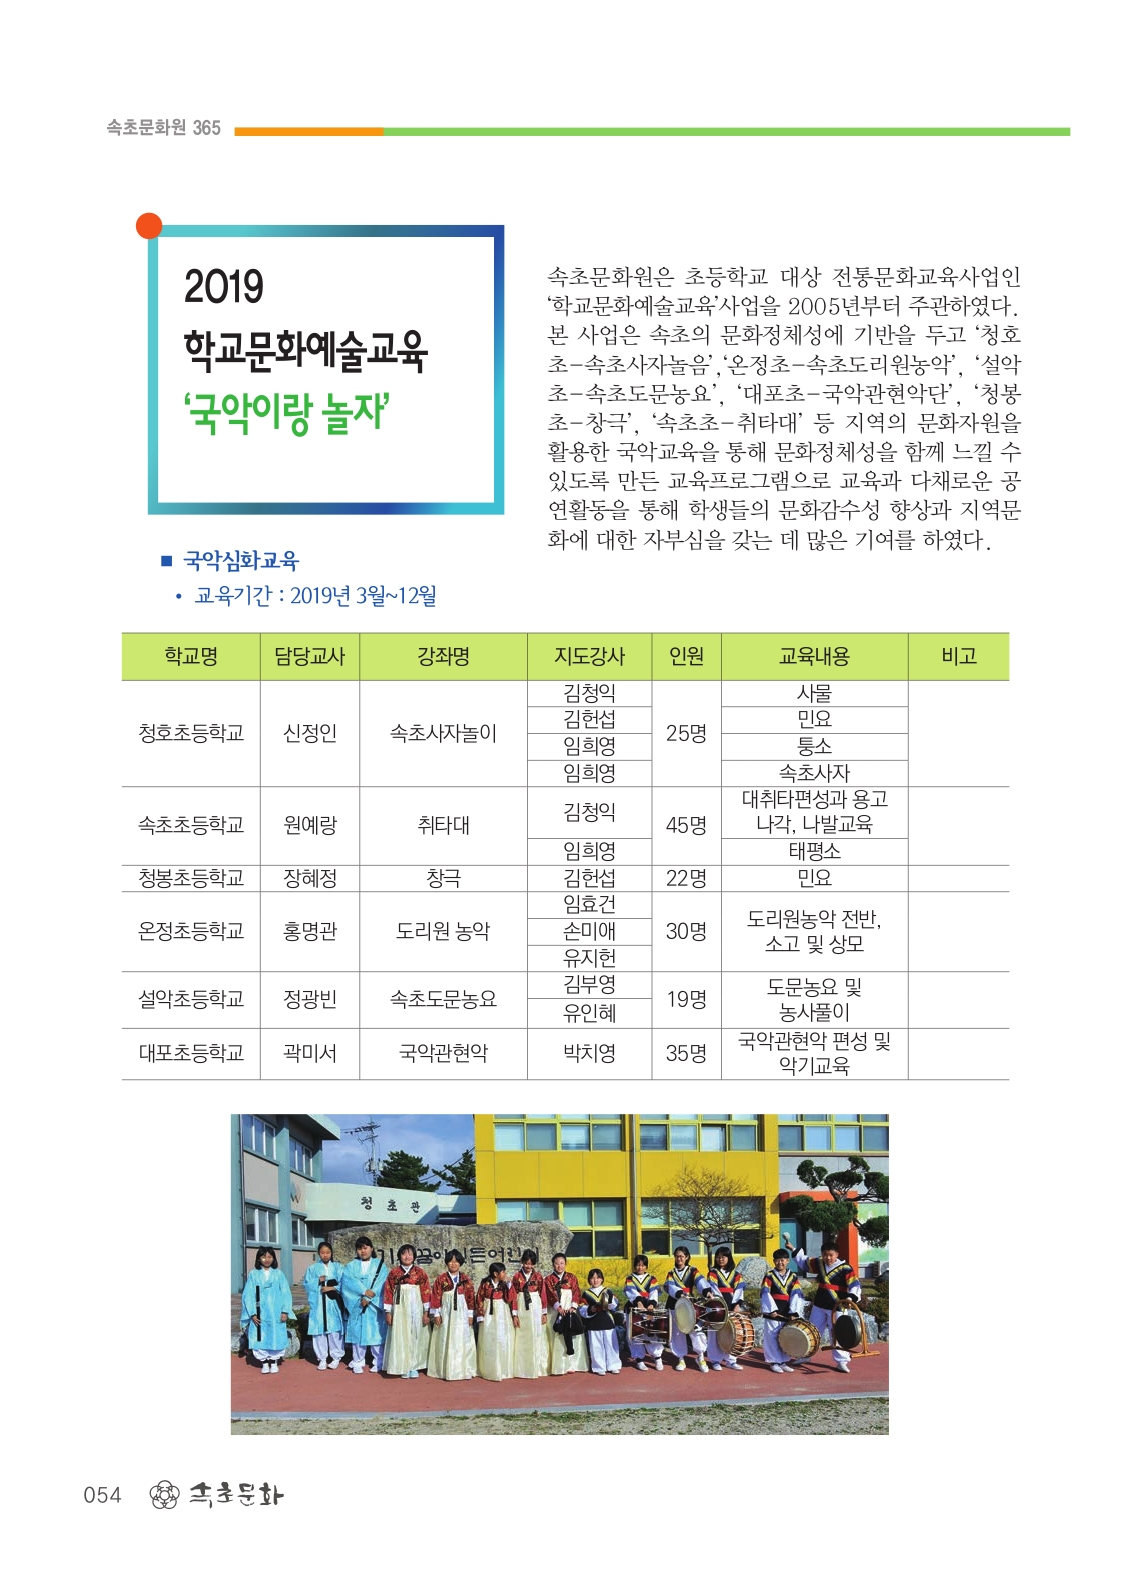 속초문화원 365
2019
학교문화예술교육
‘국악이랑 놀자’
속초문화원은 초등학교 대상 전통문화교육사업인
‘학교문화예술교육’사업을 2005년부터 주관하였다.
본 사업은 속초의 문화정체성에 기반을 두고 ‘청호
초-속초사자놀음’,‘온정초-속초도리원농악’, ‘설악
초-속초도문농요’, ‘대포초-국악관현악단’, ‘청봉
초-창극’, ‘속초초-취타대’ 등 지역의 문화자원을
활용한 국악교육을 통해 문화정체성을 함께 느낄 수
있도록 만든 교육프로그램으로 교육과 다채로운 공
연활동을 통해 학생들의 문화감수성 향상과 지역문
화에 대한 자부심을 갖는 데 많은 기여를 하였다.
■ 국악심화교육
• 교육기간 : 2019년 3월~12월
학교명 담당교사 강좌명 지도강사 인원 교육내용 비고
청호초등학교 신정인 속초사자놀이 김청익 25명 사물
김헌섭 민요
임희영 퉁소
임희영 속초사자
속초초등학교 원예랑 취타대 김청익 45명 대취타편성과 용고
나각, 나발교육
임희영 태평소
청봉초등학교 장혜정 창극 김헌섭 22명 민요
온정초등학교 홍명관 도리원 농악 임효건 30명 도리원농악 전반,
손미애 소고 및 상모
유지헌
설악초등학교 정광빈 속초도문농요 김부영 19명 도문농요 및
유인혜 농사풀이
대포초등학교 곽미서 국악관현악 박치영 35명 국악관현악 편성 및
악기교육
청초관
054 속초문화